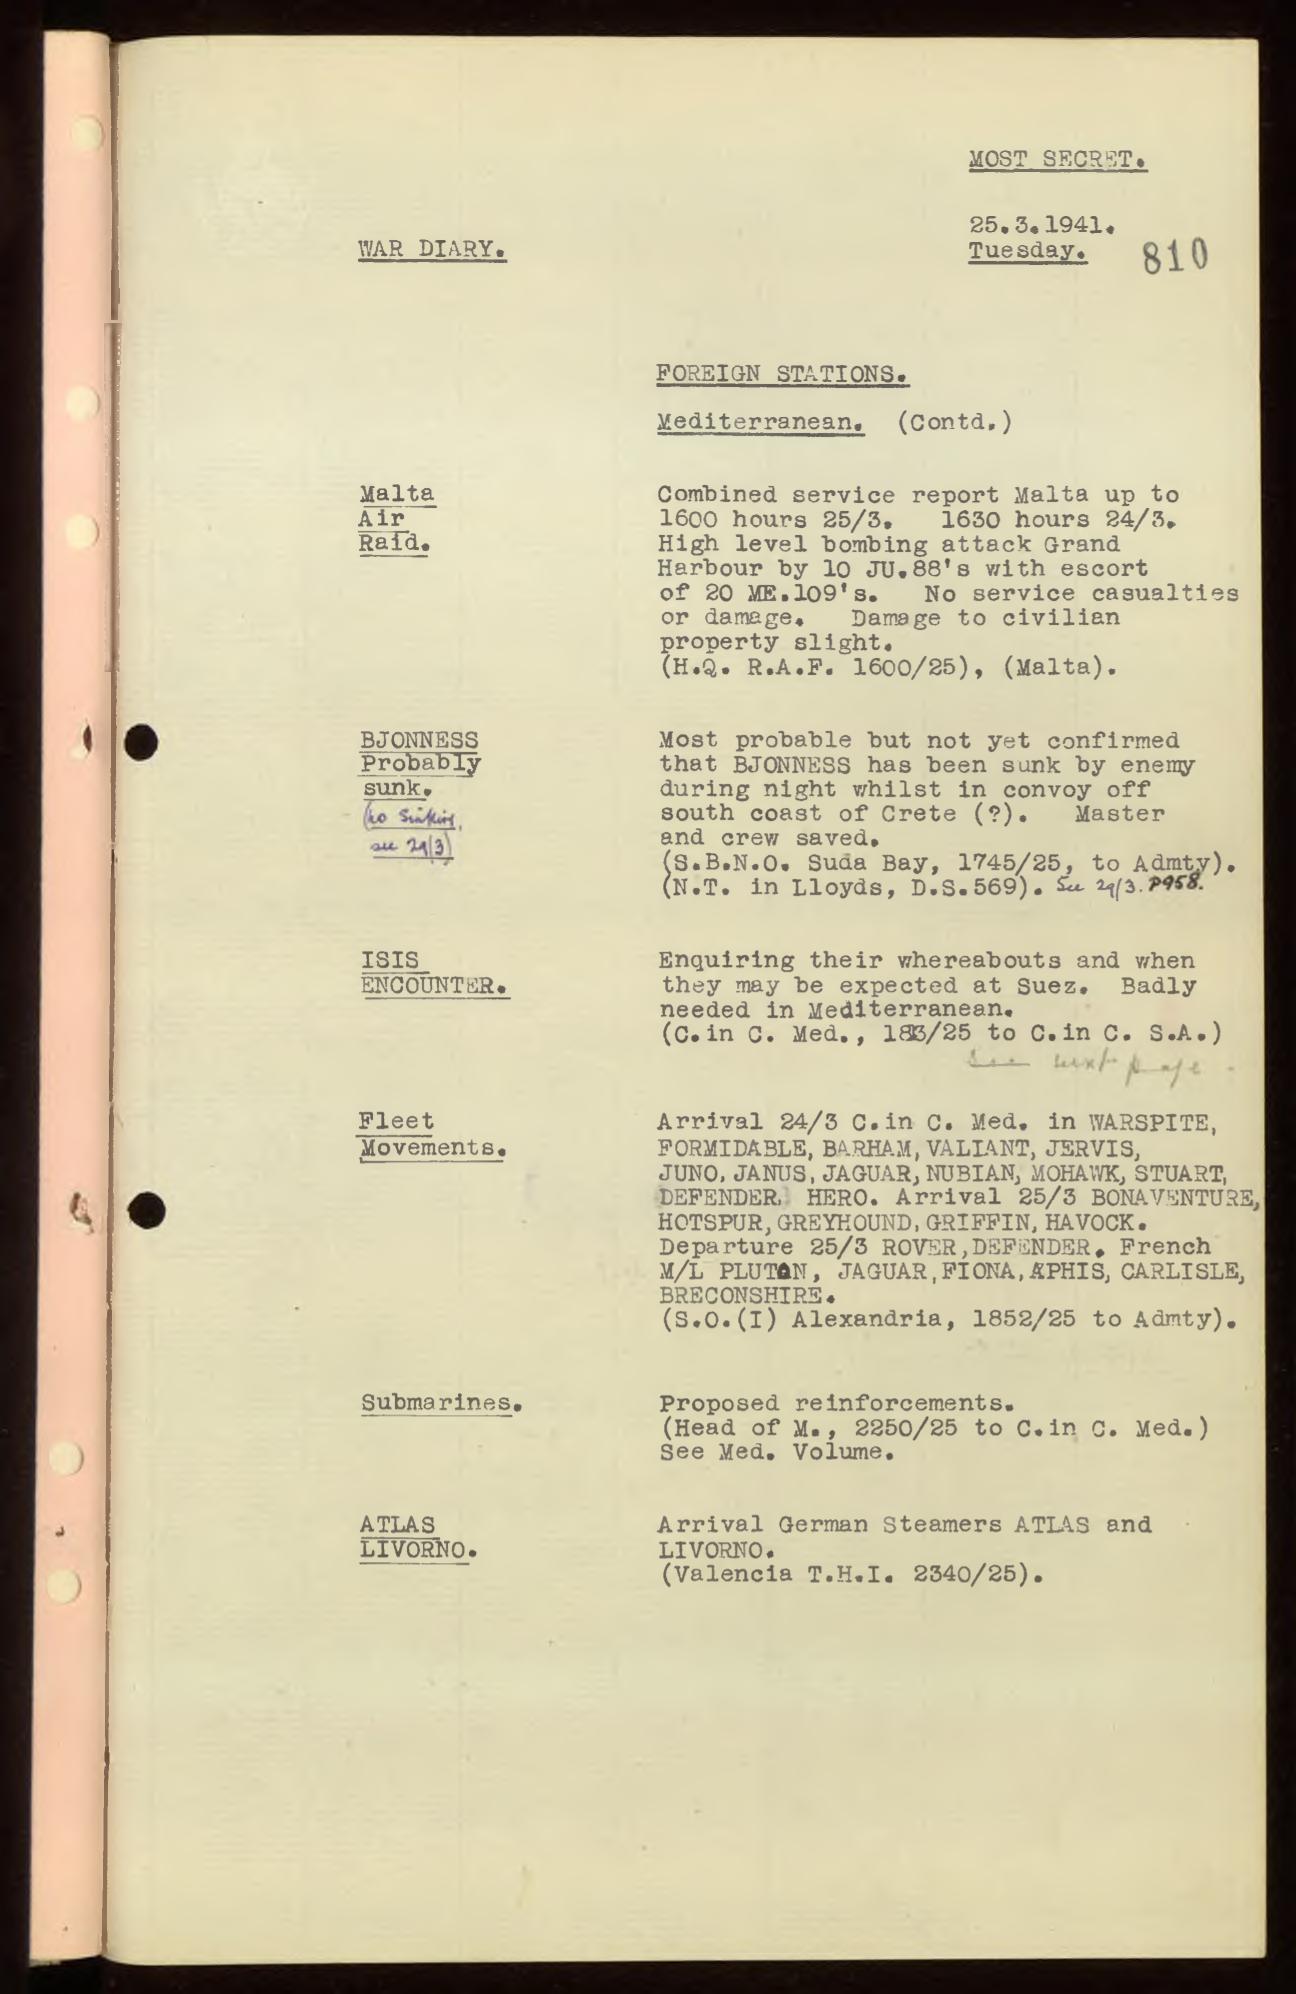 MOST SECRET.
25.3.1941.
WAR DIARY.
Tuesday.
810
FOREIGN STATIONS.
Mediterranean. (Contd.)
Malta
Air
Raid.
Combined service report Malta up to
1600 hours 25/3. 1630 hours 24/3.
High level bombing attack Grand
Harbour by 10 JU.88's with escort
of 20 ME.109's. No service casualties
or damage. Damage to civilian
property slight.
(H.Q. R.A.F. 1600/25), (Malta).
BJONNESS
Probably
sunk.
(no sinking,
see 29/3)
Most probable but not yet confirmed
that BJONNESS has been sunk by enemy
during night whilst in convoy off
south coast of Crete (?). Master
and crew saved.
(S.B.N.O. Suda Bay, 1745/25, to Admty).
(N.T. in Lloyds, D.S.569). See 29/3. P958.
ISIS
ENCOUNTER.
Enquiring their whereabouts and when
they may be expected at Suez. Badly
needed in Mediterranean.
(C.in C. Med., to C.in C. S.A.)
See next page.
Fleet
Movements.
Arrival 24/3 C.in C. Med. in WARSPITE,
FORMIDABLE, BARHAM, VALIANT, JERVIS,
JUNO, JANUS, JAGUAR, NUBIAN, MOHAWK, STUART,
DEFENDER. HERO. Arrival 25/3 BONAVENTURE,
HOTSPUR, GREYHOUND, GRIFFIN, HAVOCK.
Departure 25/3 ROVER, DEFENDER. French
M/L PLUTON, JAGUAR, FIONA, APHIS, CARLISLE,
BRECONSHIRE.
(S.O.(I) Alexandria, 1852/25 to Admty).
Submarines.
Proposed reinforcements.
(Head of M., 2250/25 to C.in C. Med.)
See Med. Volume.
ATLAS
LIVORNO.
Arrival German Steamers ATLAS and
LIVORNO.
(Valencia T.H.I. 2340/25).